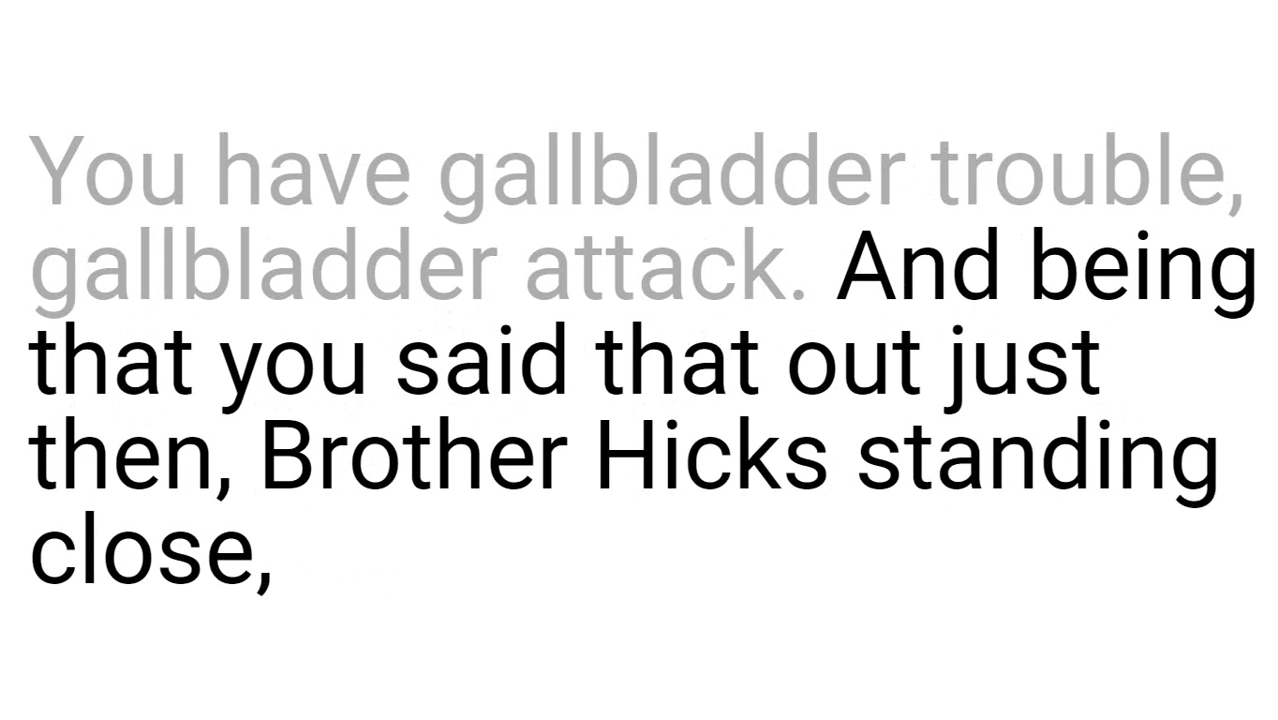 You have gallbladder trouble,
gallbladder attack. And being
that you said that out just
then, Brother Hicks standing
close,